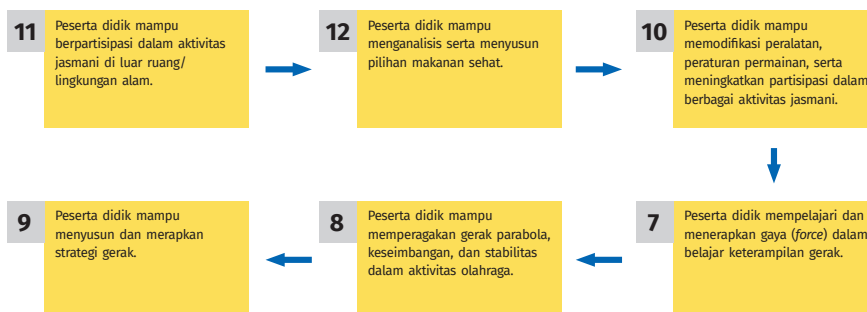 11
Peserta didik mampu
berpartisipasi dalam aktivitas
jasmani di luar ruang/
lingkungan alam.
12
Peserta didik mampu
menganalisis serta menyusun
pilihan makanan sehat.
10
Peserta didik mampu
memodifikasi peralatan,
peraturan permainan, serta
meningkatkan partisipasi dalam
berbagai aktivitas jasmani.
9
Peserta didik mampu
menyusun dan merapkan
strategi gerak.
8
Peserta didik mampu
memperagakan gerak parabola,
keseimbangan, dan stabilitas
dalam aktivitas olahraga.
7
Peserta didik mempelajari dan
menerapkan gaya (force) dalam
belajar keterampilan gerak.